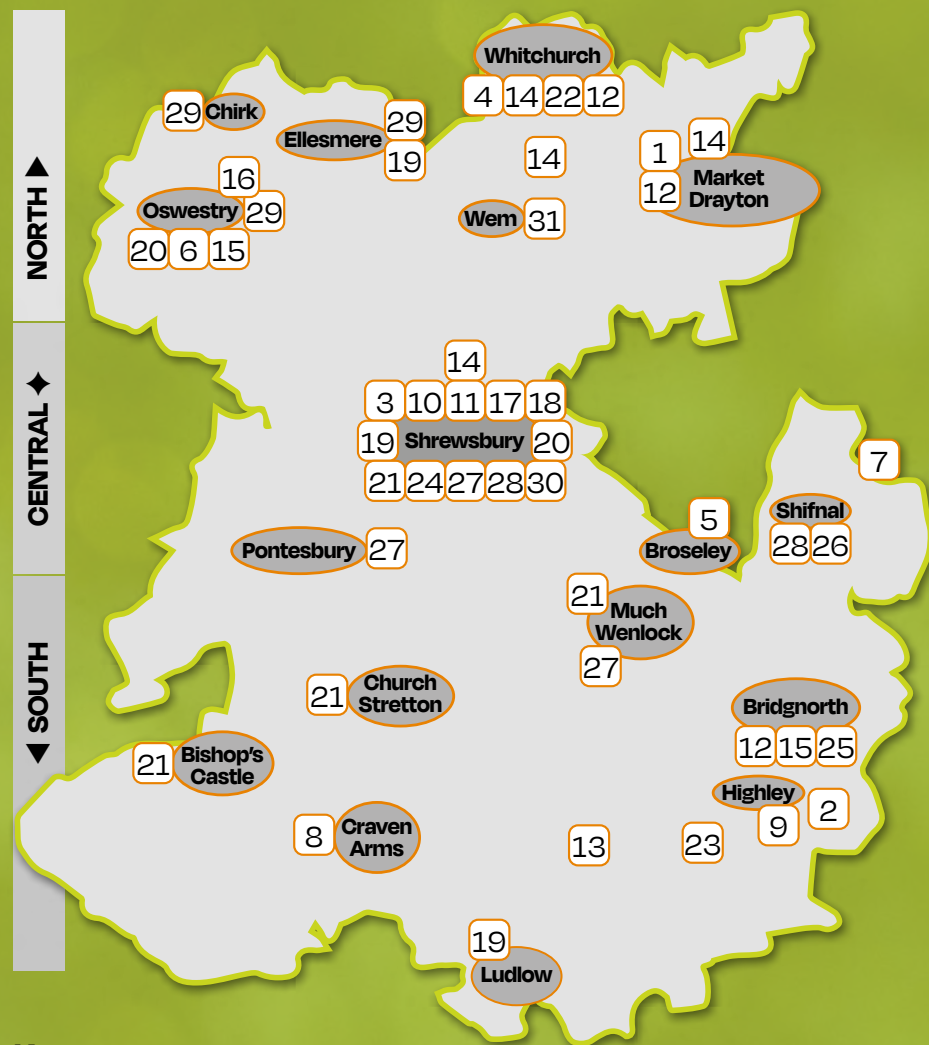 NORTH ▶
CENTRAL ✦
◀ SOUTH
Whitchurch
4 14 22 12
29 Chirk
Ellesmere 29
19
14
1 14
12 Market
Drayton
16
Oswestry 29
20 6 15
Wem 31
14
3 10 11 17 18
19 Shrewsbury 20
21 24 27 28 30
7
5
Broseley
Shifnal
28 26
Pontesbury 27
21
Much
Wenlock
27
21 Church
Stretton
Bridgnorth
12 15 25
21 Bishop's
Castle
Highley
9 2
8 Craven
Arms
13
23
19
Ludlow